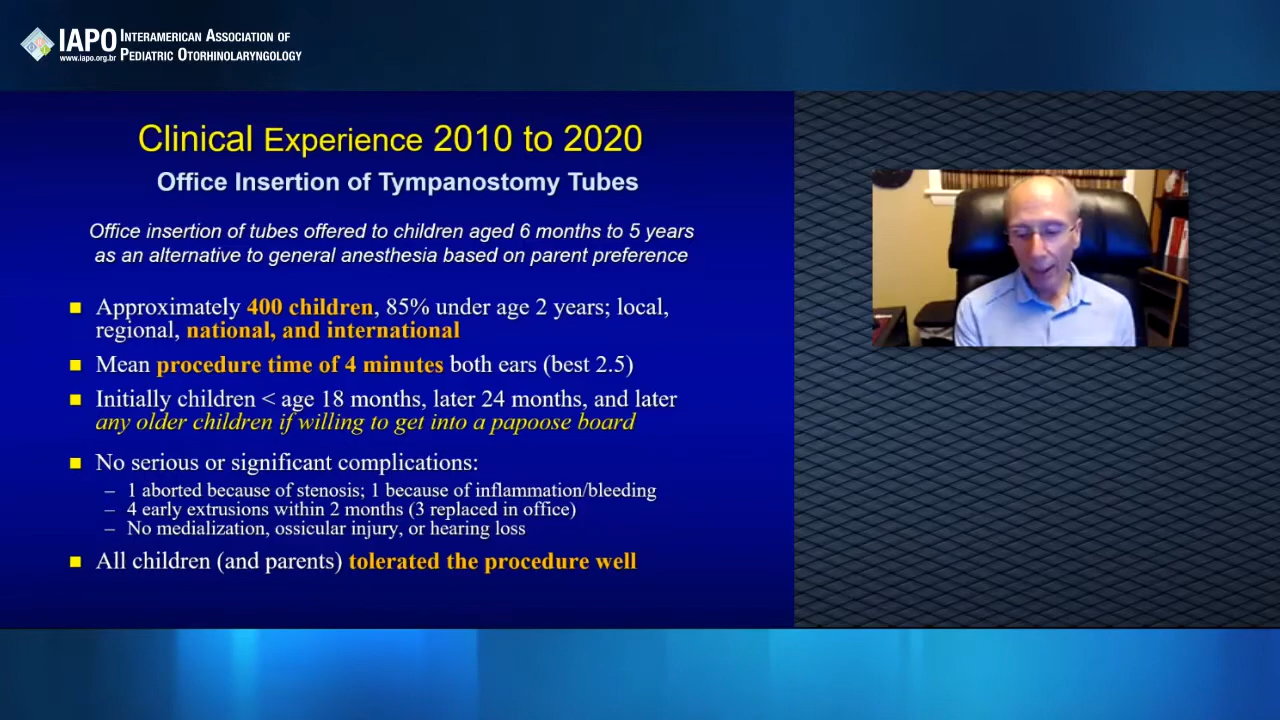 IAPO
www.iapo.org.br
INTERAMERICAN ASSOCIATION OF
PEDIATRIC OTORHINOLARYNGOLOGY
Clinical Experience 2010 to 2020
Office Insertion of Tympanostomy Tubes
Office insertion of tubes offered to children aged 6 months to 5 years
as an alternative to general anesthesia based on parent preference
Approximately 400 children, 85% under age 2 years; local,
regional, national, and international
Mean procedure time of 4 minutes both ears (best 2.5)
Initially children < age 18 months, later 24 months, and later
any older children if willing to get into a papoose board
No serious or significant complications:
– 1 aborted because of stenosis; 1 because of inflammation/bleeding
– 4 early extrusions within 2 months (3 replaced in office)
– No medialization, ossicular injury, or hearing loss
All children (and parents) tolerated the procedure well